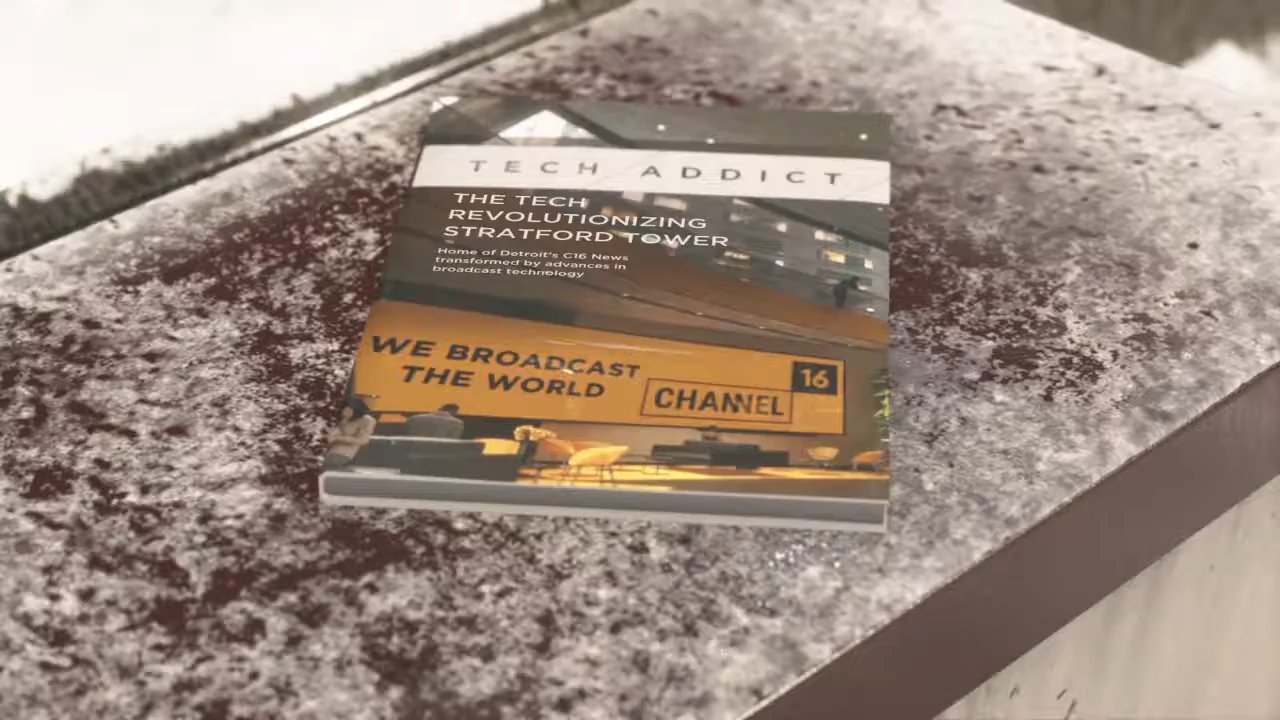 TECH ADDICT
THE TECH
REVOLUTIONIZING
STRATFORD TOWER
Home of Detroit's C16 News
transformed by advances in
broadcast technology
WE BROADCAST
THE WORLD
16
CHANNEL